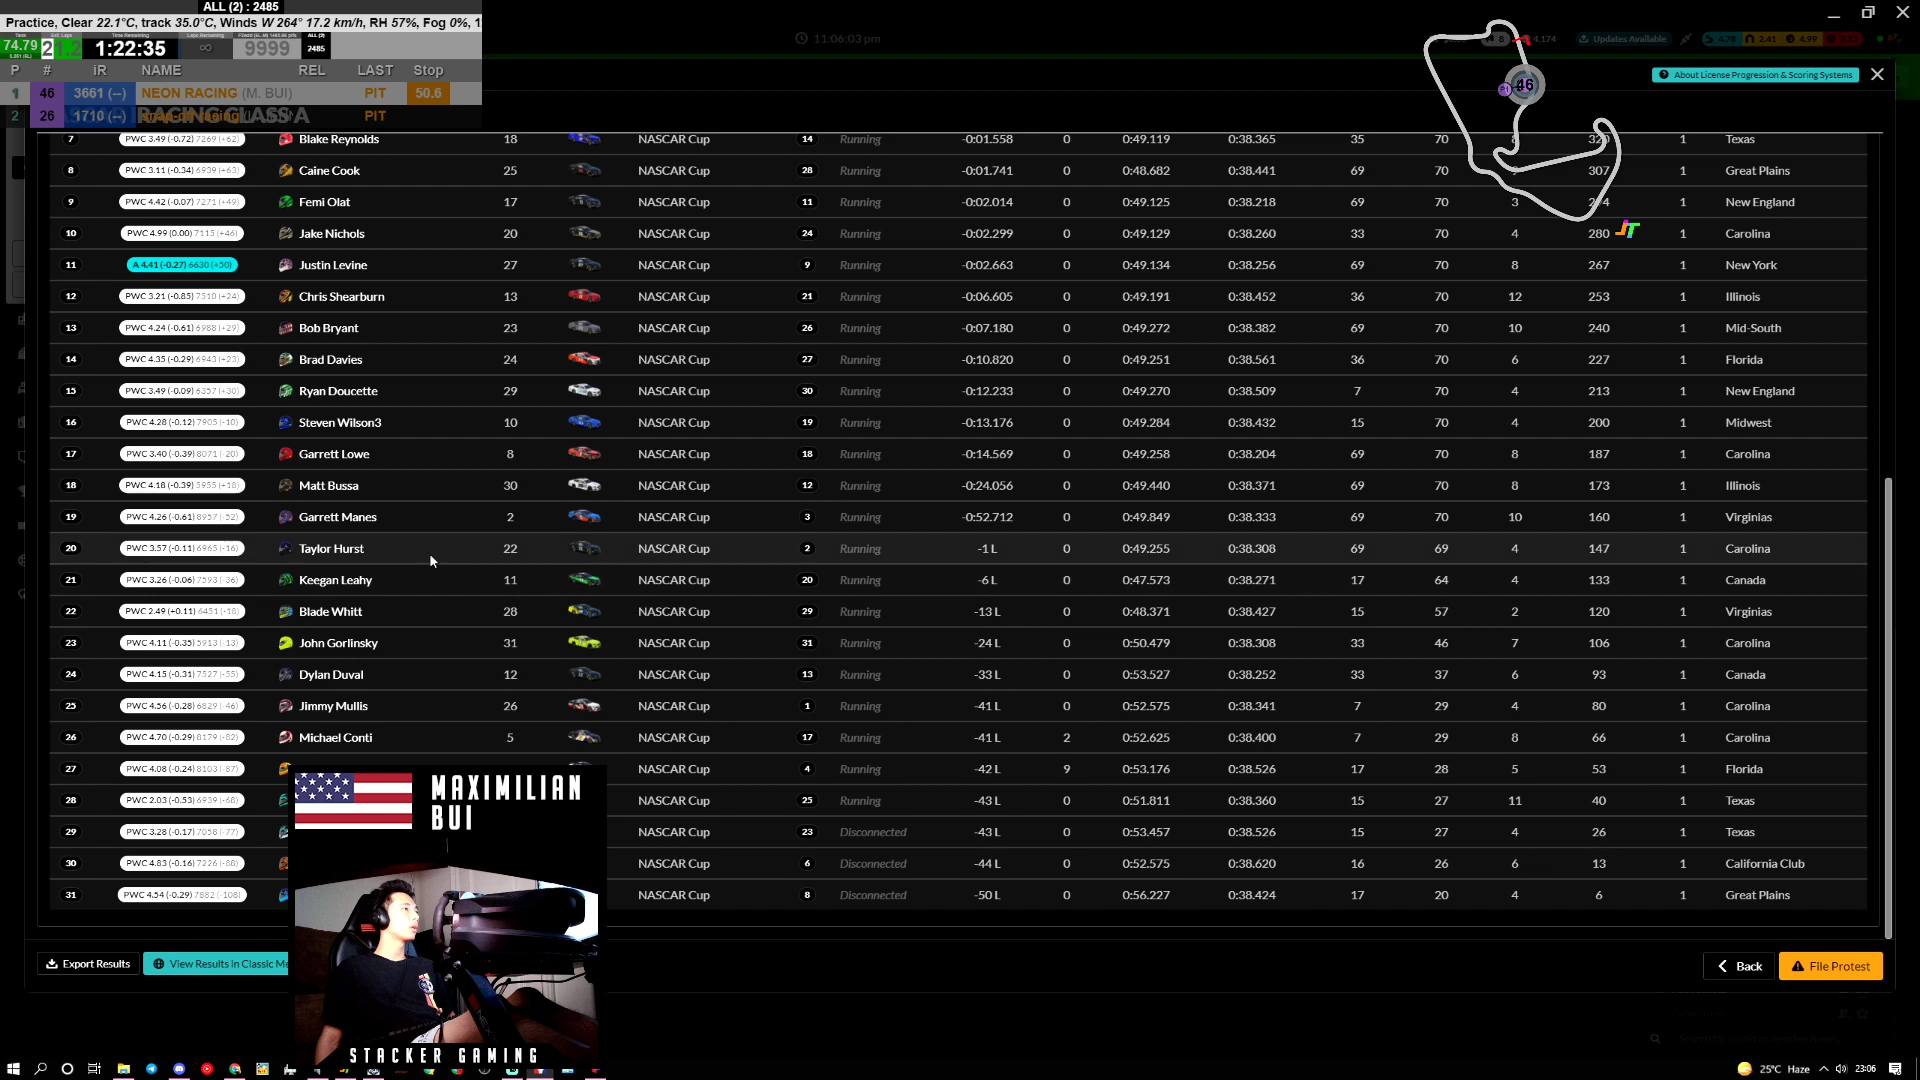 ALL (2) : 2485
Practice, Clear 22.1°C, track 35.0°C, Winds W 264° 17.2 km/h, RH 57%, Fog 0%, 1
74.79 2 1:22:35 ∞ 9999 2485
11:06:03 pm
Updates Available
4.174
About License Progression & Scoring Systems
P # iR NAME REL LAST Stop
1 46 3661 (--) NEON RACING (M. BUI) PIT 50.6
2 26 1710 (--) PIT
46
7 PWC 3.49 (-0.72) 7269 (+62) Blake Reynolds 18 NASCAR Cup 14 Running -0:01.558 0 0:49.119 0:38.365 35 70 1 Texas
8 PWC 3.11 (-0.34) 6939 (+63) Caine Cook 25 NASCAR Cup 28 Running -0:01.741 0 0:48.682 0:38.441 69 70 307 1 Great Plains
9 PWC 4.42 (-0.07) 7271 (+49) Femi Olat 17 NASCAR Cup 11 Running -0:02.014 0 0:49.125 0:38.218 69 70 3 1 New England
10 PWC 4.99 (0.00) 7115 (+46) Jake Nichols 20 NASCAR Cup 24 Running -0:02.299 0 0:49.129 0:38.260 33 70 4 280 1 Carolina
11 A 4.41 (-0.27) 6630 (+50) Justin Levine 27 NASCAR Cup 9 Running -0:02.663 0 0:49.134 0:38.256 69 70 8 267 1 New York
12 PWC 3.21 (-0.85) 7510 (+24) Chris Shearburn 13 NASCAR Cup 21 Running -0:06.605 0 0:49.191 0:38.452 36 70 12 253 1 Illinois
13 PWC 4.24 (-0.61) 6988 (+29) Bob Bryant 23 NASCAR Cup 26 Running -0:07.180 0 0:49.272 0:38.382 69 70 10 240 1 Mid-South
14 PWC 4.35 (-0.29) 6943 (+23) Brad Davies 24 NASCAR Cup 27 Running -0:10.820 0 0:49.251 0:38.561 36 70 6 227 1 Florida
15 PWC 3.49 (-0.09) 6357 (+30) Ryan Doucette 29 NASCAR Cup 30 Running -0:12.233 0 0:49.270 0:38.509 7 70 4 213 1 New England
16 PWC 4.28 (-0.12) 7905 (-10) Steven Wilson3 10 NASCAR Cup 19 Running -0:13.176 0 0:49.284 0:38.432 15 70 4 200 1 Midwest
17 PWC 3.40 (-0.39) 8071 (-20) Garrett Lowe 8 NASCAR Cup 18 Running -0:14.569 0 0:49.258 0:38.204 69 70 8 187 1 Carolina
18 PWC 4.18 (-0.39) 5955 (+18) Matt Bussa 30 NASCAR Cup 12 Running -0:24.056 0 0:49.440 0:38.371 69 70 8 173 1 Illinois
19 PWC 4.26 (-0.61) 8957 (-52) Garrett Manes 2 NASCAR Cup 3 Running -0:52.712 0 0:49.849 0:38.333 69 70 10 160 1 Virginias
20 PWC 3.57 (-0.11) 6965 (-16) Taylor Hurst 22 NASCAR Cup 2 Running -1 L 0 0:49.255 0:38.308 69 69 4 147 1 Carolina
21 PWC 3.26 (-0.06) 7593 (-36) Keegan Leahy 11 NASCAR Cup 20 Running -6 L 0 0:47.573 0:38.271 17 64 4 133 1 Canada
22 PWC 2.49 (+0.11) 6451 (-18) Blade Whitt 28 NASCAR Cup 29 Running -13 L 0 0:48.371 0:38.427 15 57 2 120 1 Virginias
23 PWC 4.11 (-0.35) 5913 (-13) John Gorlinsky 31 NASCAR Cup 31 Running -24 L 0 0:50.479 0:38.308 33 46 7 106 1 Carolina
24 PWC 4.15 (-0.31) 7527 (-55) Dylan Duval 12 NASCAR Cup 13 Running -33 L 0 0:53.527 0:38.252 33 37 6 93 1 Canada
25 PWC 4.56 (-0.28) 6829 (-46) Jimmy Mullis 26 NASCAR Cup 1 Running -41 L 0 0:52.575 0:38.341 7 29 4 80 1 Carolina
26 PWC 4.70 (-0.29) 8179 (-82) Michael Conti 5 NASCAR Cup 17 Running -41 L 2 0:52.625 0:38.400 7 29 8 66 1 Carolina
27 PWC 4.08 (-0.24) 8103 (-87) NASCAR Cup 4 Running -42 L 9 0:53.176 0:38.526 17 28 5 53 1 Florida
28 PWC 2.03 (-0.53) 6939 (-68) NASCAR Cup 25 Running -43 L 0 0:51.811 0:38.360 15 27 11 40 1 Texas
29 PWC 3.28 (-0.17) 7058 (-77) NASCAR Cup 23 Disconnected -43 L 0 0:53.457 0:38.526 15 27 4 26 1 Texas
30 PWC 4.83 (-0.16) 7226 (-88) NASCAR Cup 6 Disconnected -44 L 0 0:52.575 0:38.620 16 26 6 13 1 California Club
31 PWC 4.54 (-0.29) 7882 (-108) NASCAR Cup 8 Disconnected -50 L 0 0:56.227 0:38.424 17 20 4 6 1 Great Plains
MAXIMILIAN
BUI
STACKER GAMING
Export Results
View Results in Classic Me
Back
File Protest
25°C Haze 23:06